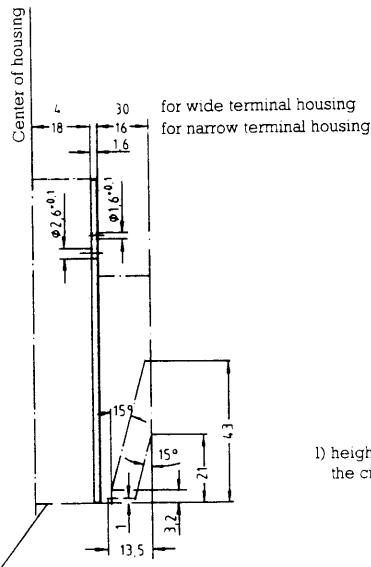 Center of housing
4
30
for wide terminal housing
18
16
for narrow terminal housing
1,6
Φ2,6+0,1
Φ1,6+0,1
15°
15°
43
21
1
3,2
13,5
1) heigh
the c